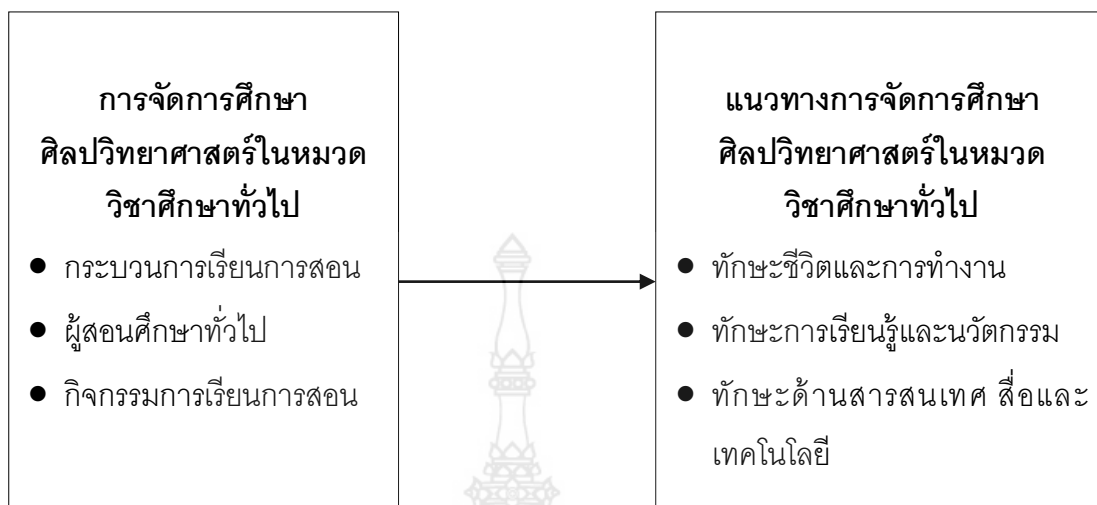 การจัดการศึกษา
ศิลปวิทยาศาสตร์ในหมวด
วิชาศึกษาทั่วไป
● กระบวนการเรียนการสอน
● ผู้สอนศึกษาทั่วไป
● กิจกรรมการเรียนการสอน
แนวทางการจัดการศึกษา
ศิลปวิทยาศาสตร์ในหมวด
วิชาศึกษาทั่วไป
● ทักษะชีวิตและการทำงาน
● ทักษะการเรียนรู้และนวัตกรรม
● ทักษะด้านสารสนเทศ สื่อและ
เทคโนโลยี